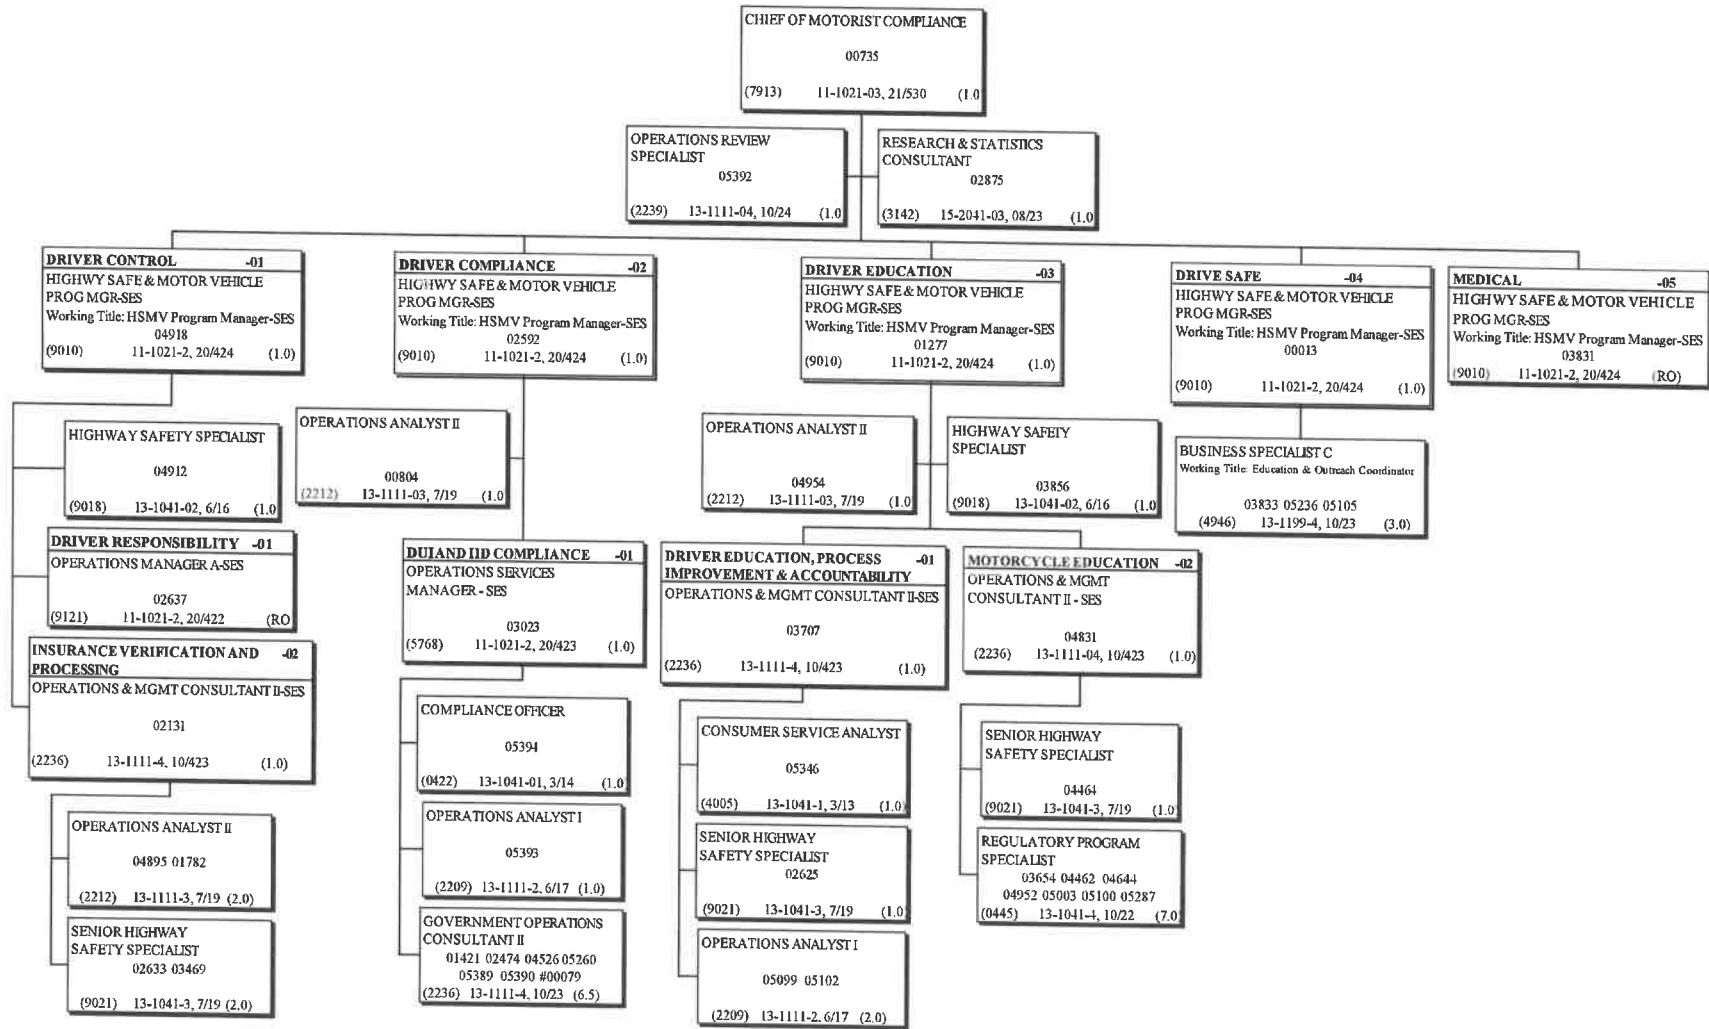 CHIEF OF MOTORIST COMPLIANCE
00735
(7913) 11-1021-03, 21/530 (1.0
OPERATIONS REVIEW
SPECIALIST
05392
(2239) 13-1111-04, 10/24 (1.0
RESEARCH & STATISTICS
CONSULTANT
02875
(3142) 15-2041-03, 08/23 (1.0
DRIVER CONTROL -01
HIGHWY SAFE & MOTOR VEHICLE
PROG MGR-SES
Working Title: HSMV Program Manager-SES
04918
(9010) 11-1021-2, 20/424 (1.0)
DRIVER COMPLIANCE -02
HIGHWY SAFE & MOTOR VEHICLE
PROG MGR-SES
Working Title: HSMV Program Manager-SES
02592
(9010) 11-1021-2, 20/424 (1.0)
DRIVER EDUCATION -03
HIGHWY SAFE & MOTOR VEHICLE
PROG MGR-SES
Working Title: HSMV Program Manager-SES
01277
(9010) 11-1021-2, 20/424 (1.0)
DRIVE SAFE -04
HIGHWY SAFE & MOTOR VEHICLE
PROG MGR-SES
Working Title: HSMV Program Manager-SES
00013
(9010) 11-1021-2, 20/424 (1.0)
MEDICAL -05
HIGHWY SAFE & MOTOR VEHICLE
PROG MGR-SES
Working Title: HSMV Program Manager-SES
03831
(9010) 11-1021-2, 20/424 (RO)
HIGHWAY SAFETY SPECIALIST
04912
(9018) 13-1041-02, 6/16 (1.0
OPERATIONS ANALYST II
00804
(2212) 13-1111-03, 7/19 (1.0
OPERATIONS ANALYST II
04954
(2212) 13-1111-03, 7/19 (1.0
HIGHWAY SAFETY
SPECIALIST
03856
(9018) 13-1041-02, 6/16 (1.0
BUSINESS SPECIALIST C
Working Title: Education & Outreach Coordinator
03833 05236 05105
(4946) 13-1199-4, 10/23 (3.0)
DRIVER RESPONSIBILITY -01
OPERATIONS MANAGER A-SES
02637
(9121) 11-1021-2, 20/422 (RO
DUI AND IID COMPLIANCE -01
OPERATIONS SERVICES
MANAGER - SES
03023
(5768) 11-1021-2, 20/423 (1.0)
DRIVER EDUCATION, PROCESS -01
IMPROVEMENT & ACCOUNTABILITY
OPERATIONS & MGMT CONSULTANT II-SES
03707
(2236) 13-1111-4, 10/423 (1.0)
MOTORCYCLE EDUCATION -02
OPERATIONS & MGMT
CONSULTANT II - SES
04831
(2236) 13-1111-04, 10/423 (1.0)
INSURANCE VERIFICATION AND -02
PROCESSING
OPERATIONS & MGMT CONSULTANT II-SES
02131
(2236) 13-1111-4, 10/423 (1.0)
COMPLIANCE OFFICER
05394
(0422) 13-1041-01, 3/14 (1.0
CONSUMER SERVICE ANALYST
05346
(4005) 13-1041-1, 3/13 (1.0)
SENIOR HIGHWAY
SAFETY SPECIALIST
04464
(9021) 13-1041-3, 7/19 (1.0)
OPERATIONS ANALYST II
04895 01782
(2212) 13-1111-3, 7/19 (2.0)
OPERATIONS ANALYST I
05393
(2209) 13-1111-2, 6/17 (1.0)
SENIOR HIGHWAY
SAFETY SPECIALIST
02625
(9021) 13-1041-3, 7/19 (1.0)
REGULATORY PROGRAM
SPECIALIST
03654 04462 04644
04952 05003 05100 05287
(0445) 13-1041-4, 10/22 (7.0)
SENIOR HIGHWAY
SAFETY SPECIALIST
02633 03469
(9021) 13-1041-3, 7/19 (2.0)
GOVERNMENT OPERATIONS
CONSULTANT II
01421 02474 04526 05260
05389 05390 #00079
(2236) 13-1111-4, 10/23 (6.5)
OPERATIONS ANALYST I
05099 05102
(2209) 13-1111-2, 6/17 (2.0)